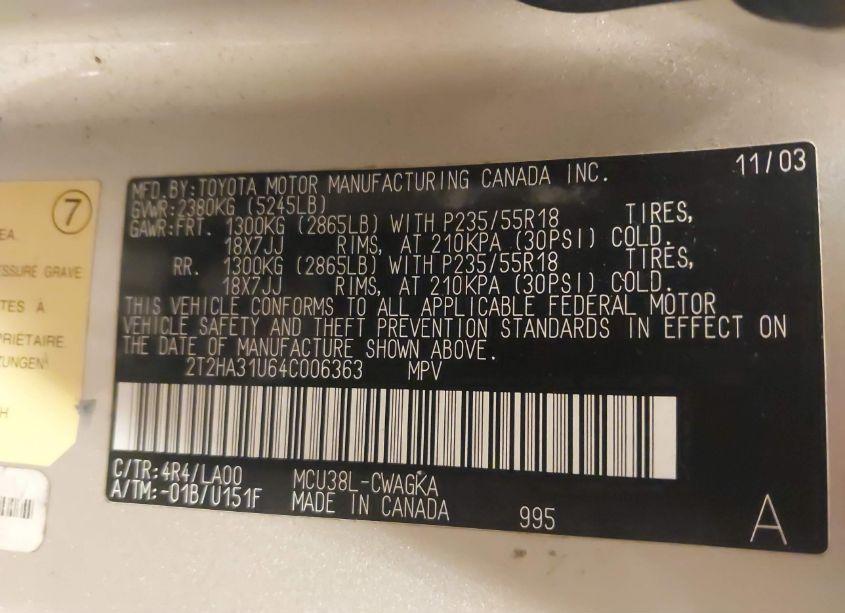 7
EA.
ESSURE GRAVE
TES À
PRIÉTAIRE.
ZUNGEN
H
11/03
MFD. BY: TOYOTA MOTOR MANUFACTURING CANADA INC.
GVWR: 2380KG (5245LB)
GAWR: FRT. 1300KG (2865LB) WITH P235/55R18 TIRES,
18X7JJ RIMS, AT 210KPA (30PSI) COLD.
RR. 1300KG (2865LB) WITH P235/55R18 TIRES,
18X7JJ RIMS, AT 210KPA (30PSI) COLD.
THIS VEHICLE CONFORMS TO ALL APPLICABLE FEDERAL MOTOR
VEHICLE SAFETY AND THEFT PREVENTION STANDARDS IN EFFECT ON
THE DATE OF MANUFACTURE SHOWN ABOVE.
2T2HA31U64C006363 MPV
C/TR: 4R4/LA00 MCU38L-CWAGKA
A/TM: -01B/U151F MADE IN CANADA 995 A